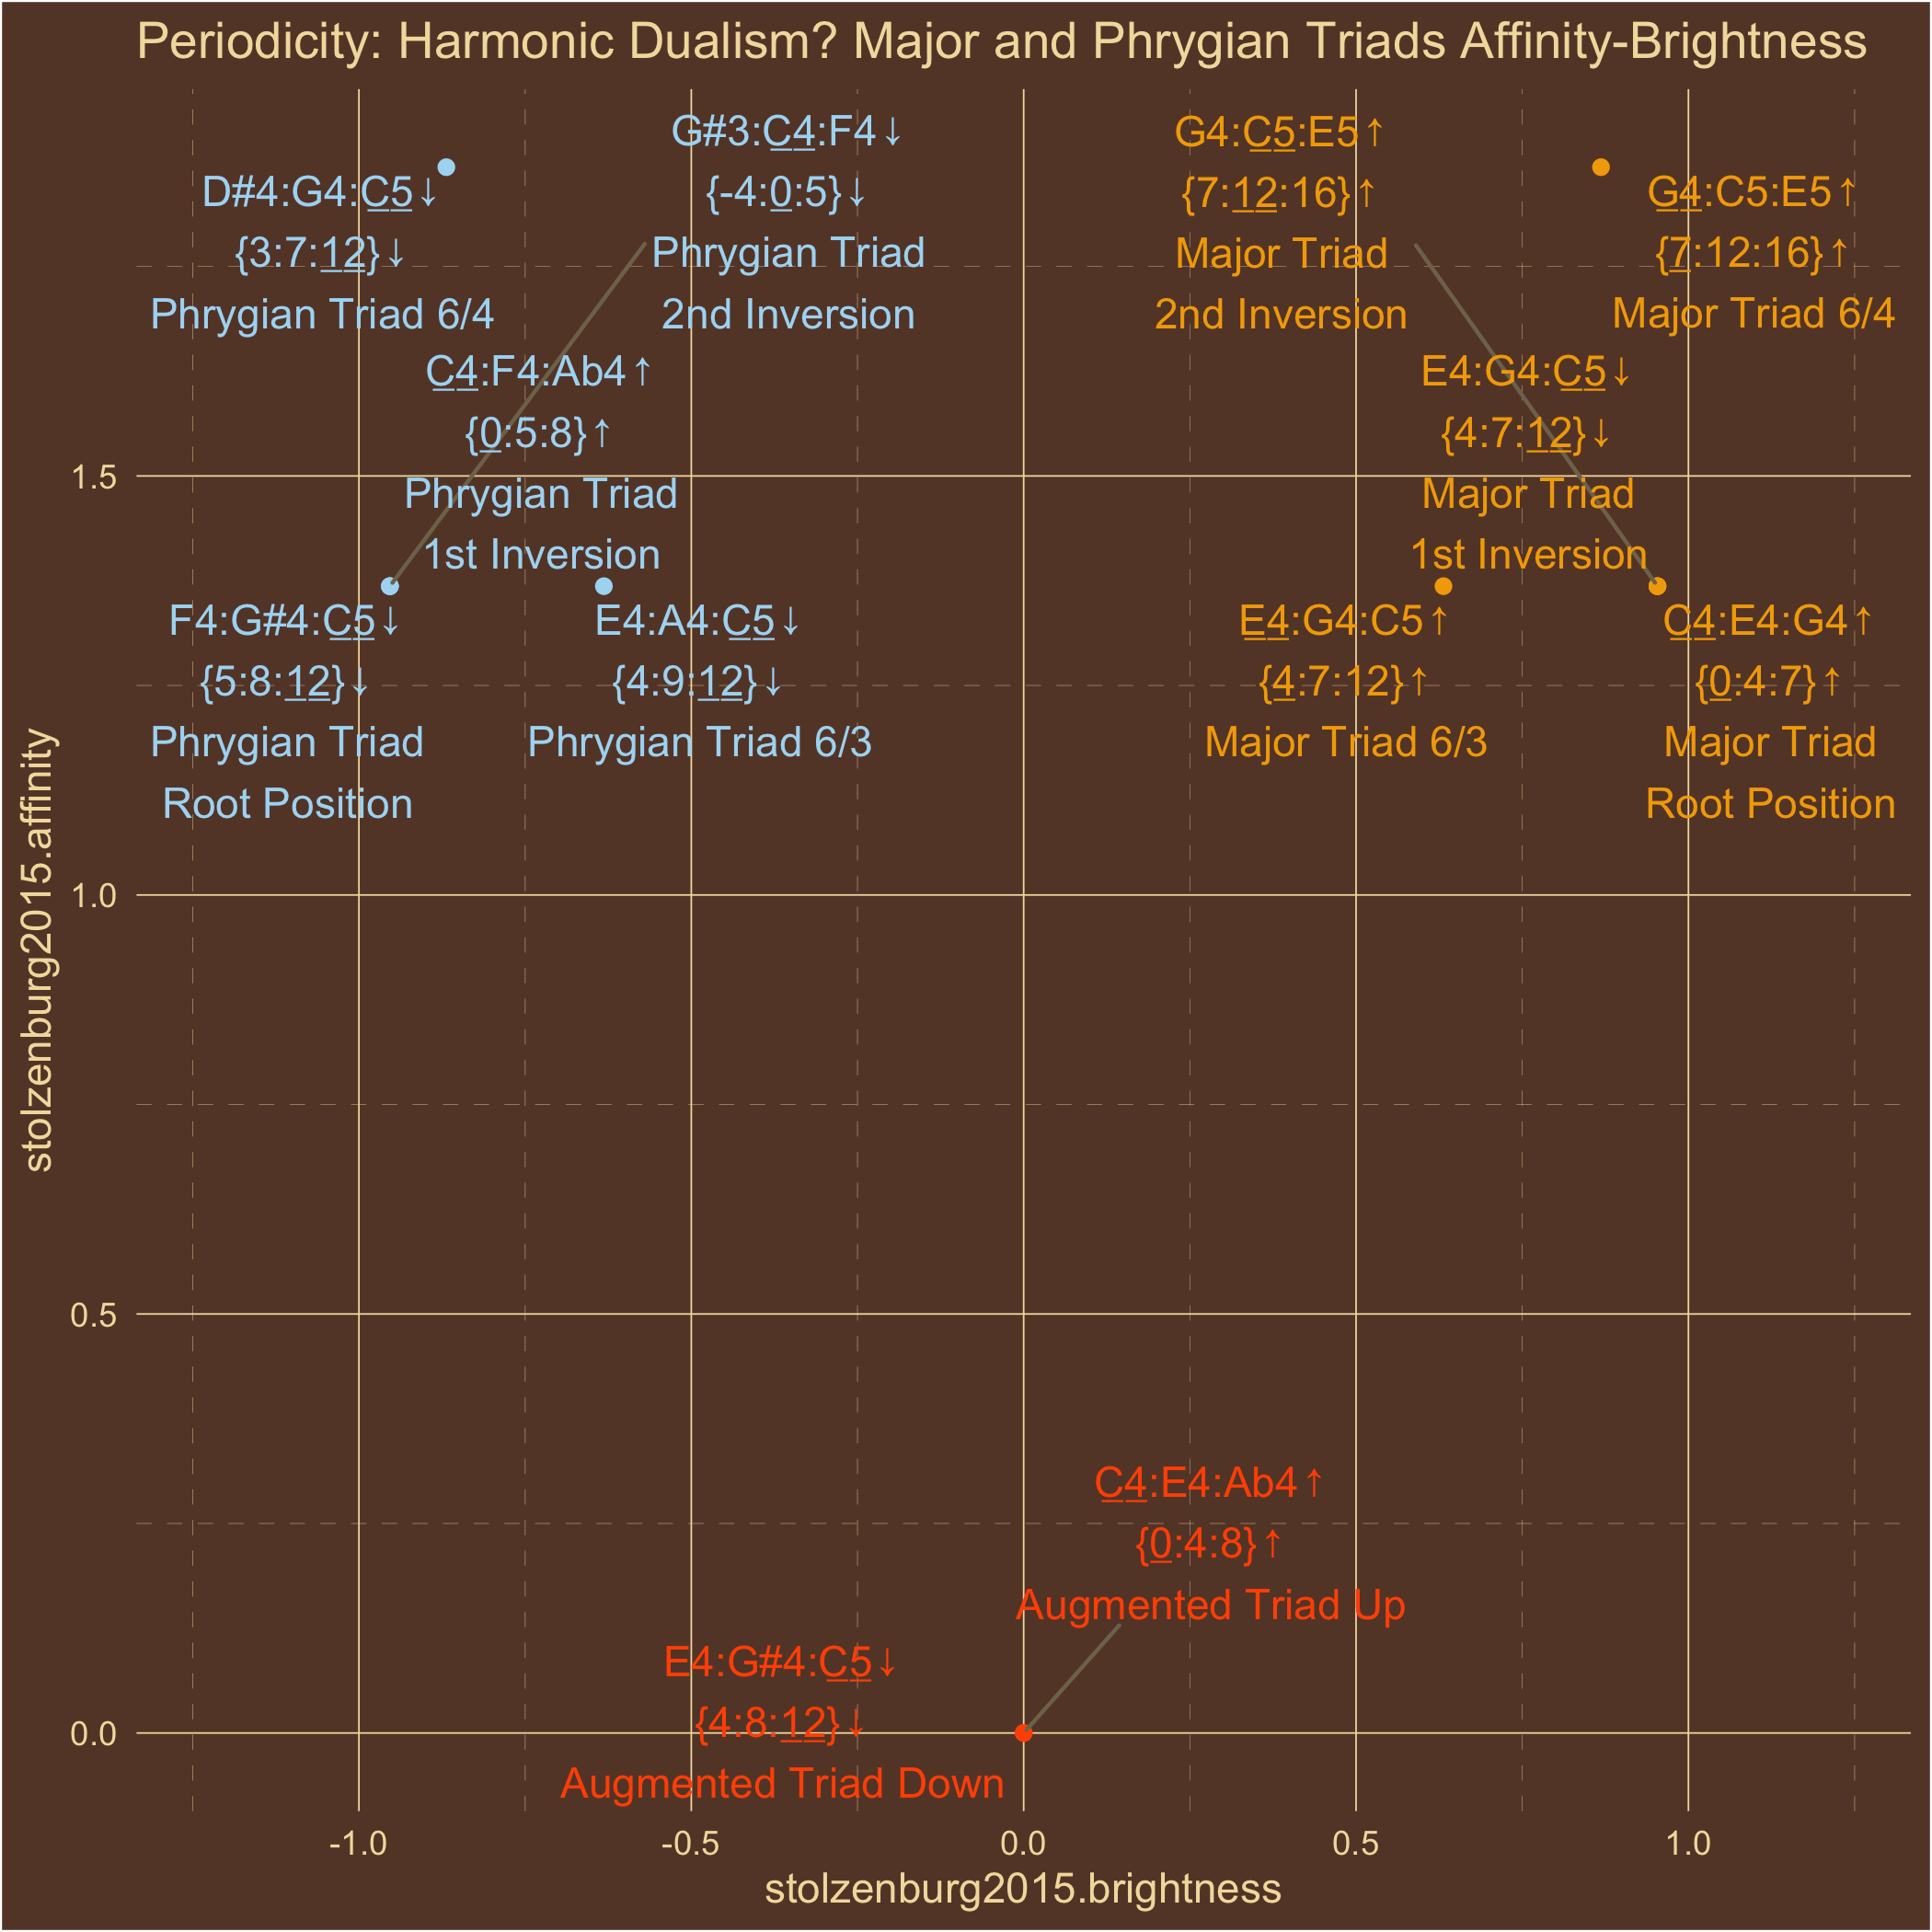 Periodicity: Harmonic Dualism? Major and Phrygian Triads Affinity-Brightness
G#3:C4:F4↓
{-4:0:5}↓
Phrygian Triad
2nd Inversion
G4:C5:E5↑
{7:12:16}↑
Major Triad
2nd Inversion
D#4:G4:C5↓
{3:7:12}↓
Phrygian Triad 6/4
G4:C5:E5↑
{7:12:16}↑
Major Triad 6/4
C4:F4:Ab4↑
{0:5:8}↑
Phrygian Triad
1st Inversion
E4:G4:C5↓
{4:7:12}↓
Major Triad
1st Inversion
F4:G#4:C5↓
{5:8:12}↓
Phrygian Triad
Root Position
E4:A4:C5↓
{4:9:12}↓
Phrygian Triad 6/3
E4:G4:C5↑
{4:7:12}↑
Major Triad 6/3
C4:E4:G4↑
{0:4:7}↑
Major Triad
Root Position
C4:E4:Ab4↑
{0:4:8}↑
Augmented Triad Up
E4:G#4:C5↓
{4:8:12}↓
Augmented Triad Down
1.5
1.0
0.5
0.0
stolzenburg2015.affinity
-1.0
-0.5
0.0
0.5
1.0
stolzenburg2015.brightness